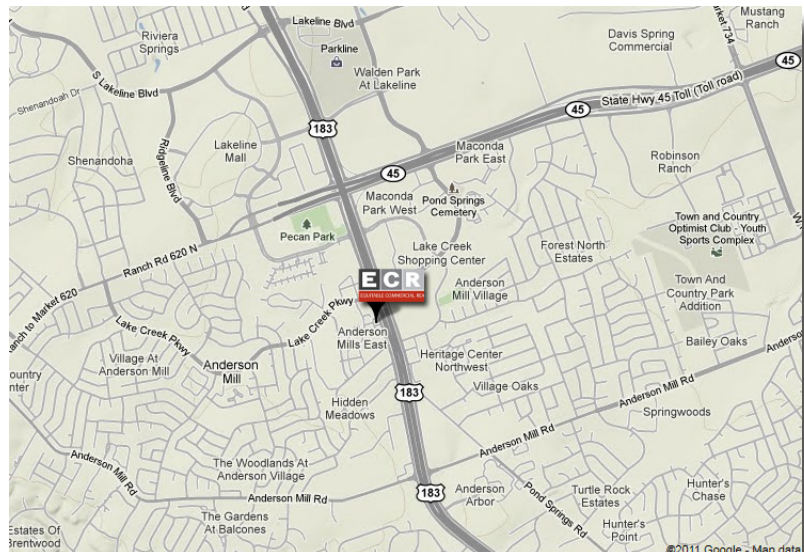 Lakeline Blvd
Mustang
Ranch
Riviera
Springs
Parkline
Davis Spring
Commercial
Walden Park
At Lakeline
45
S Lakeline Blvd
State Hwy 45 Toll (Toll road)
Shenandoah Dr
45
183
Lakeline
Mall
Maconda
Park East
Shenandoha
Ridgeline Blvd
45
Robinson
Ranch
Maconda
Park West
Pond Springs
Cemetery
Town and Country
Optimist Club - Youth
Sports Complex
Pecan Park
Ranch Rd 620 N
Lake Creek
Shopping Center
Forest North
Estates
ECR
Anderson
Mill Village
Town And
Country Park
Addition
Lake Creek Pkwy
Lake Creek Pkwy
Anderson
Mills East
Bailey Oaks
Village At
Anderson Mill
Anderson
Mill
Heritage Center
Northwest
183
Village Oaks
Anderson Mill Rd
Hidden
Meadows
Springwoods
Anderson Mill Rd
Anderson Mill Rd
The Woodlands At
Anderson Village
183
Anderson Mill Rd
Anderson
Arbor
Pond Springs Rd
Turtle Rock
Estates
Hunter's
Chase
The Gardens
At Balcones
Hunter's
Point
Estates Of
Brentwood
©2011 Google - Map data